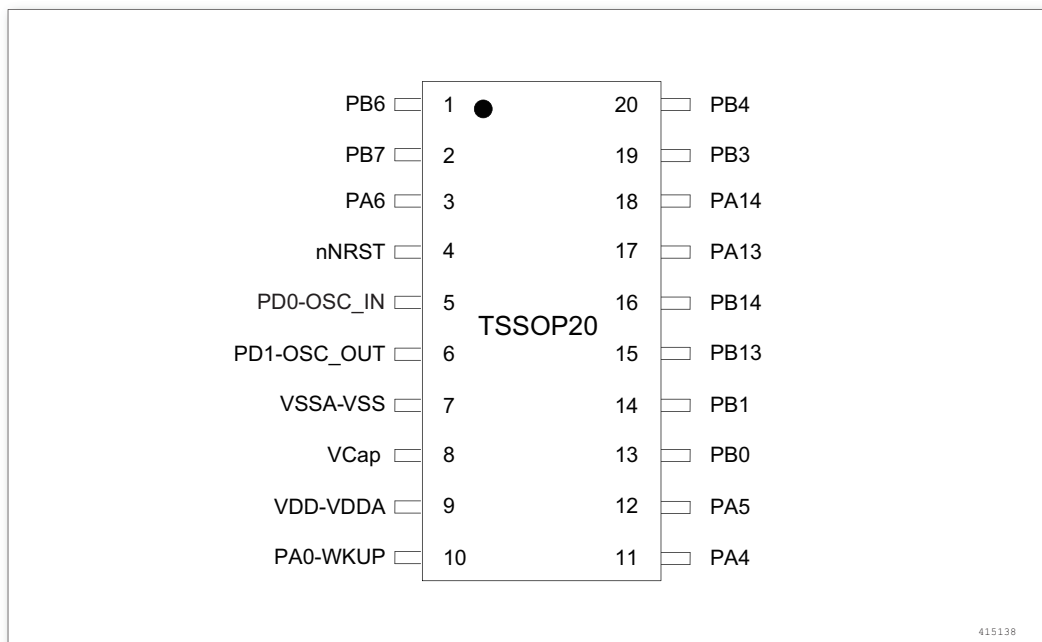 PB6 1 20 PB4
PB7 2 19 PB3
PA6 3 18 PA14
nNRST 4 17 PA13
PD0-OSC_IN 5 16 PB14
TSSOP20
PD1-OSC_OUT 6 15 PB13
VSSA-VSS 7 14 PB1
VCap 8 13 PB0
VDD-VDDA 9 12 PA5
PA0-WKUP 10 11 PA4
415138